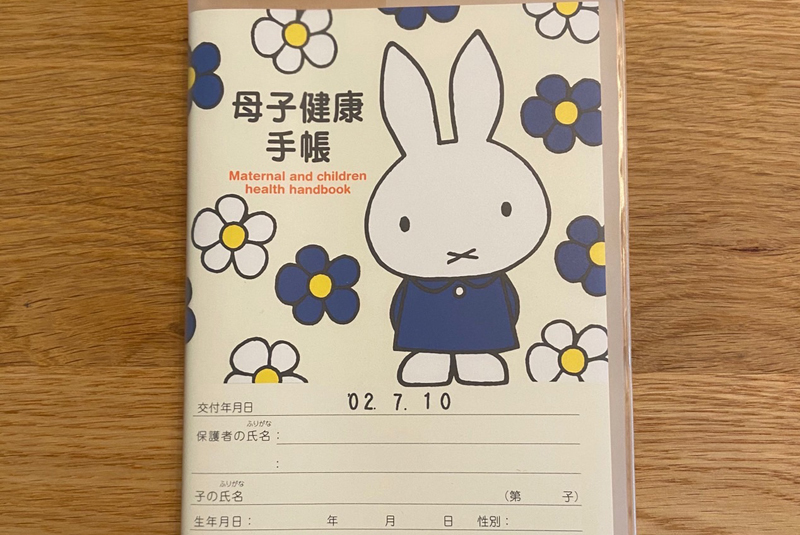 母子健康
手帳
Maternal and children
health handbook
交付年月日 '02. 7. 10
ふりがな
保護者の氏名：
：
ふりがな
子の氏名 （第 子）
生年月日： 年 月 日 性別：